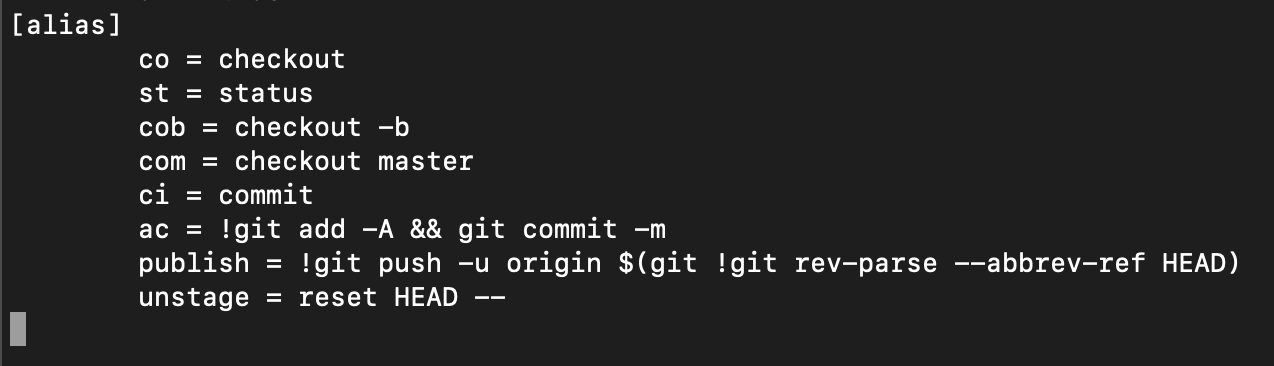 [alias]
co = checkout
st = status
cob = checkout -b
com = checkout master
ci = commit
ac = !git add -A && git commit -m
publish = !git push -u origin $(git !git rev-parse --abbrev-ref HEAD)
unstage = reset HEAD --